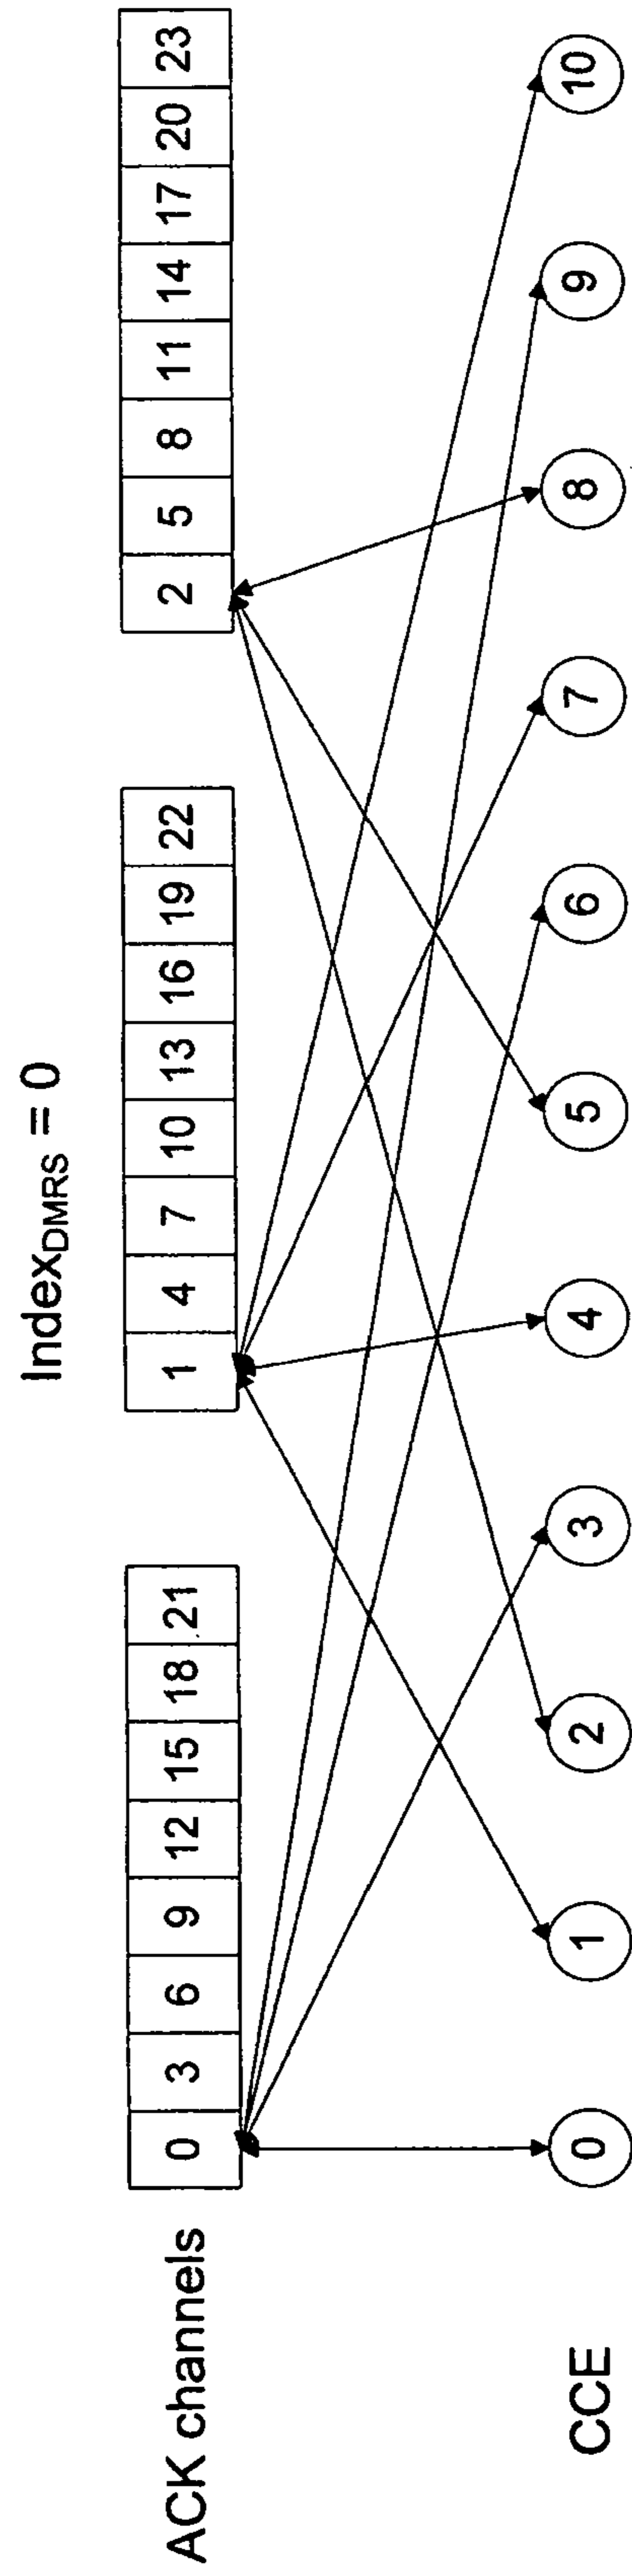 Index_DMRS = 0
ACK channels 0 3 6 9 12 15 18 21 1 4 7 10 13 16 19 22 2 5 8 11 14 17 20 23
CCE 0 1 2 3 4 5 6 7 8 9 10